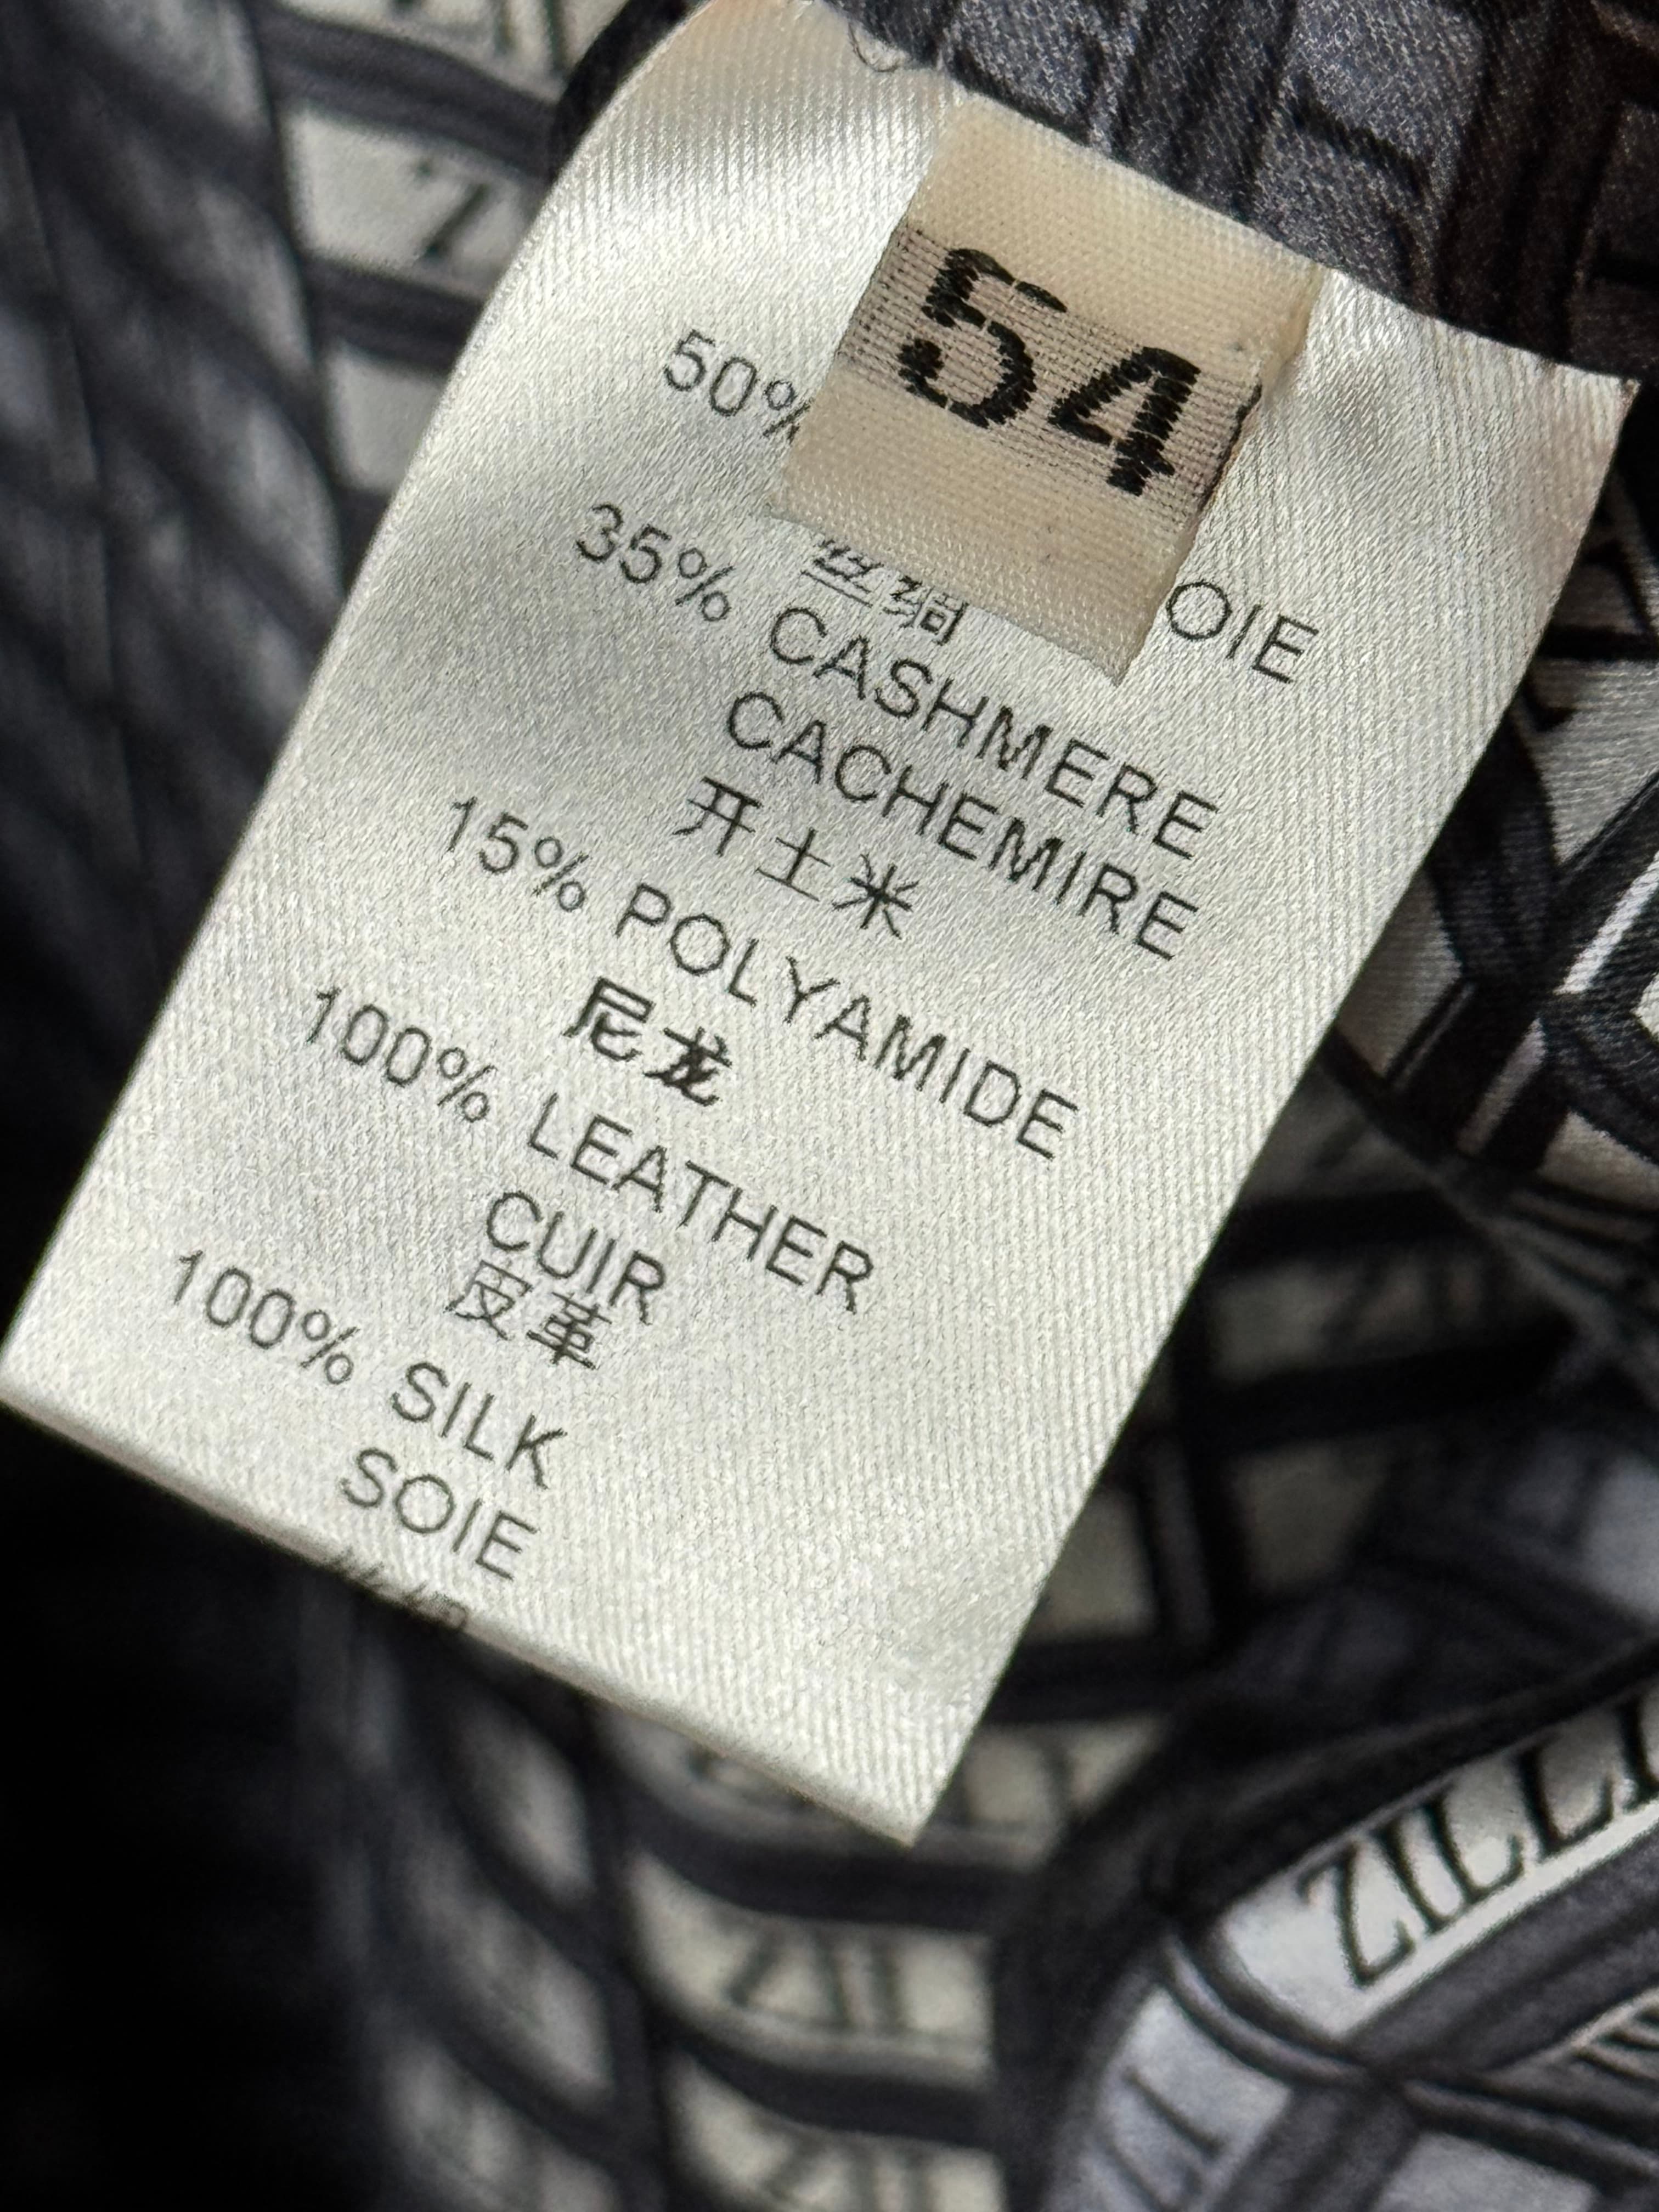 54
50%
OIE
丝绸
35% CASHMERE
CACHEMIRE
开士米
15% POLYAMIDE
尼龙
100% LEATHER
CUIR
皮革
100% SILK
SOIE
ZILLI